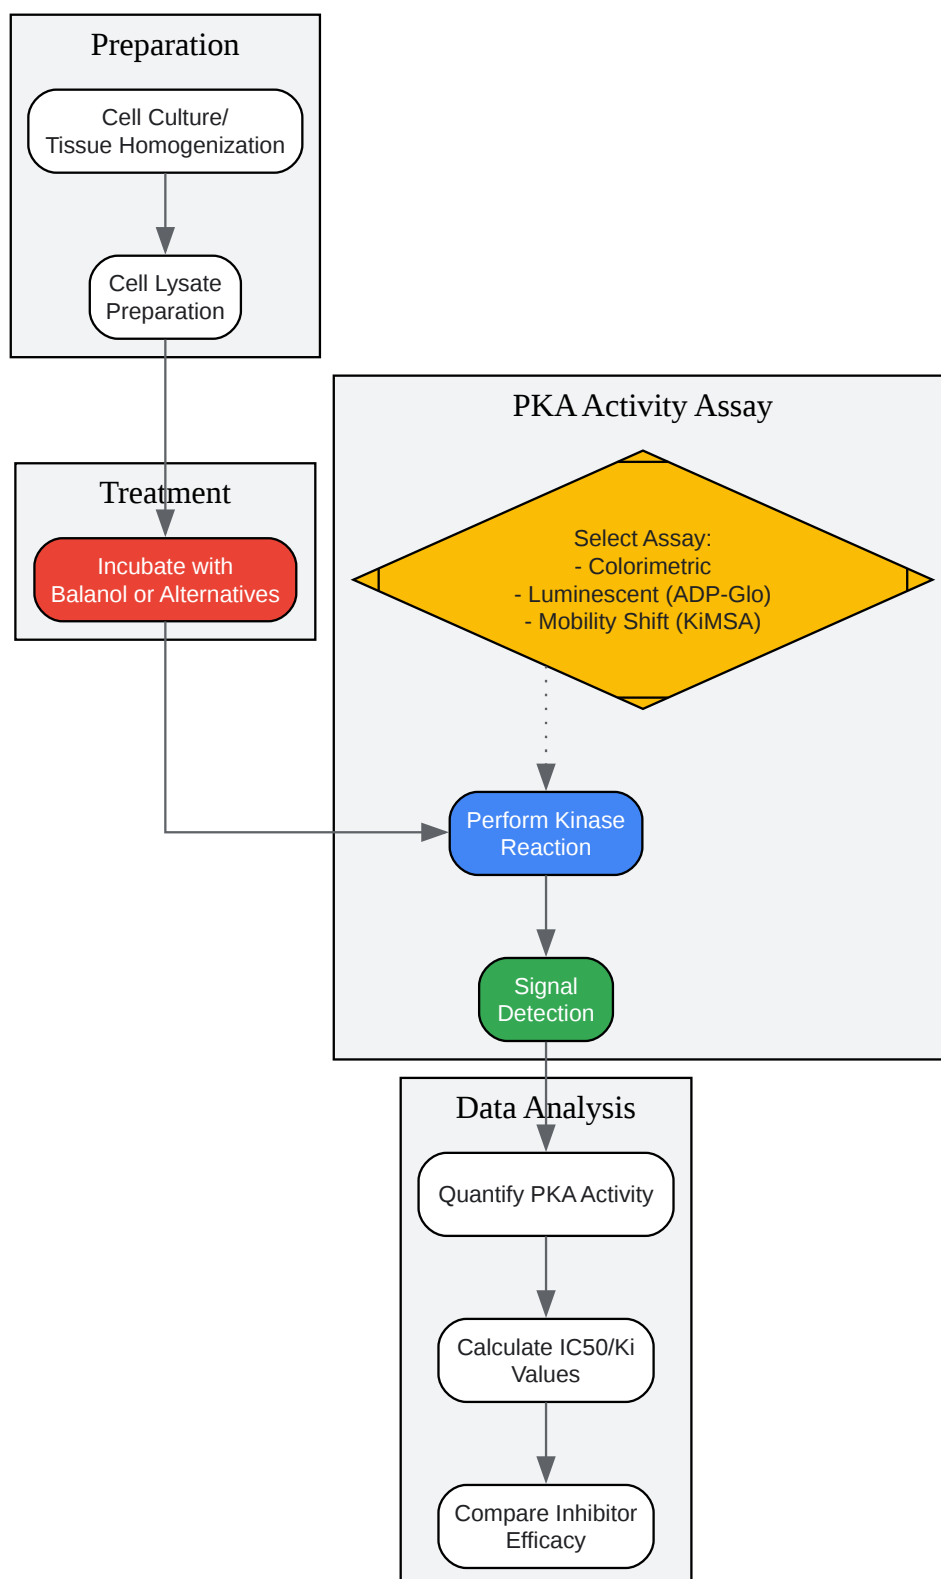 Preparation
Cell Culture/
Tissue Homogenization
Cell Lysate
Preparation
Treatment
Incubate with
Balanol or Alternatives
PKA Activity Assay
Select Assay:
- Colorimetric
- Luminescent (ADP-Glo)
- Mobility Shift (KiMSA)
Perform Kinase
Reaction
Signal
Detection
Data Analysis
Quantify PKA Activity
Calculate IC50/Ki
Values
Compare Inhibitor
Efficacy